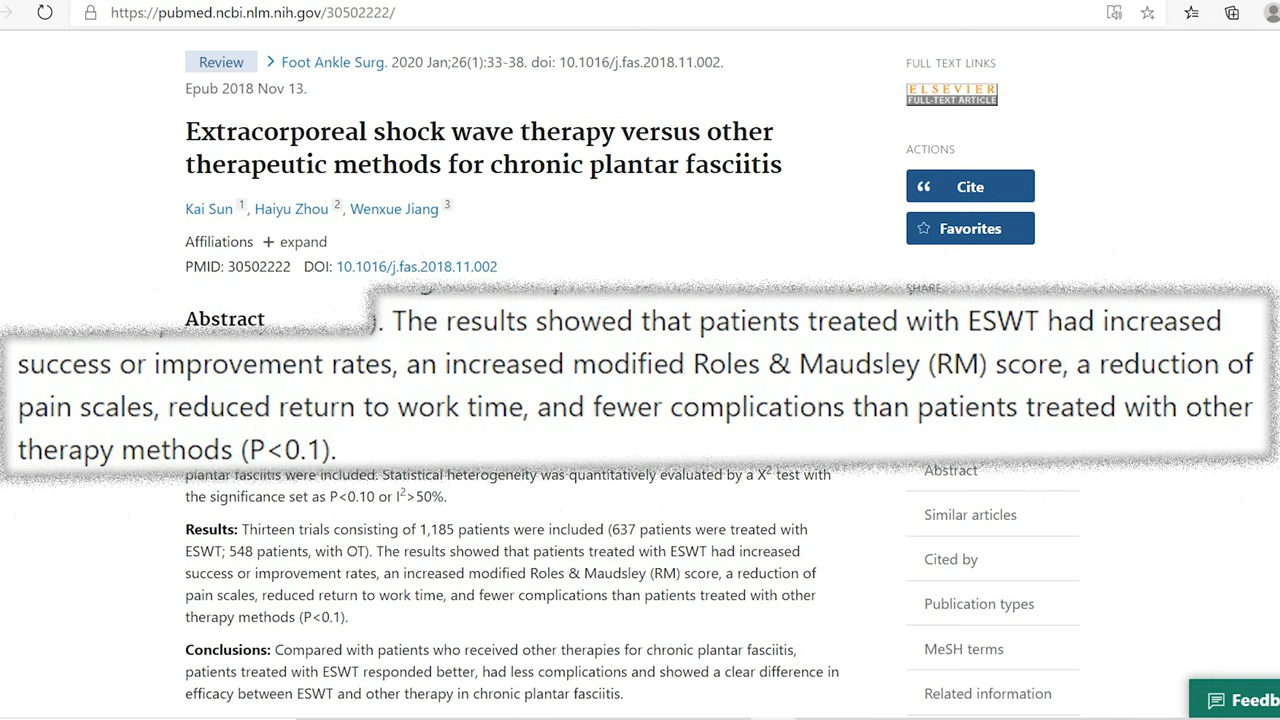 https://pubmed.ncbi.nlm.nih.gov/30502222/
Review > Foot Ankle Surg. 2020 Jan;26(1):33-38. doi: 10.1016/j.fas.2018.11.002.
Epub 2018 Nov 13.
Extracorporeal shock wave therapy versus other
therapeutic methods for chronic plantar fasciitis
Kai Sun 1, Haiyu Zhou 2, Wenxue Jiang 3
Affiliations + expand
PMID: 30502222 DOI: 10.1016/j.fas.2018.11.002
Abstract
). The results showed that patients treated with ESWT had increased
success or improvement rates, an increased modified Roles & Maudsley (RM) score, a reduction of
pain scales, reduced return to work time, and fewer complications than patients treated with other
therapy methods (P<0.1).
plantar fasciitis were included. Statistical heterogeneity was quantitatively evaluated by a X2 test with
the significance set as P<0.10 or I2>50%.
Results: Thirteen trials consisting of 1,185 patients were included (637 patients were treated with
ESWT; 548 patients, with OT). The results showed that patients treated with ESWT had increased
success or improvement rates, an increased modified Roles & Maudsley (RM) score, a reduction of
pain scales, reduced return to work time, and fewer complications than patients treated with other
therapy methods (P<0.1).
Conclusions: Compared with patients who received other therapies for chronic plantar fasciitis,
patients treated with ESWT responded better, had less complications and showed a clear difference in
efficacy between ESWT and other therapy in chronic plantar fasciitis.
FULL TEXT LINKS
ELSEVIER
FULL-TEXT ARTICLE
ACTIONS
Cite
Favorites
SHARE
Abstract
Similar articles
Cited by
Publication types
MeSH terms
Related information
Feedb